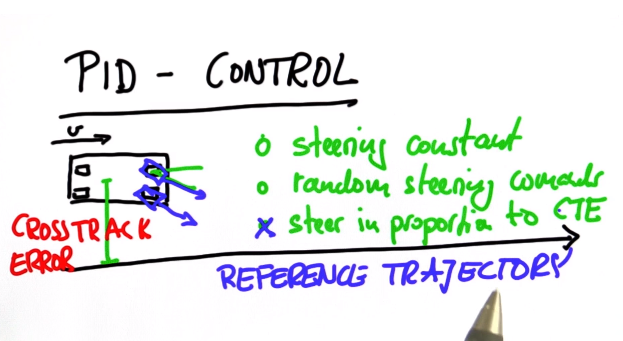 PID - CONTROL
v
steering constant
random steering comands
steer in proportion to CTE
CROSSTRACK
ERROR
REFERENCE TRAJECTORY